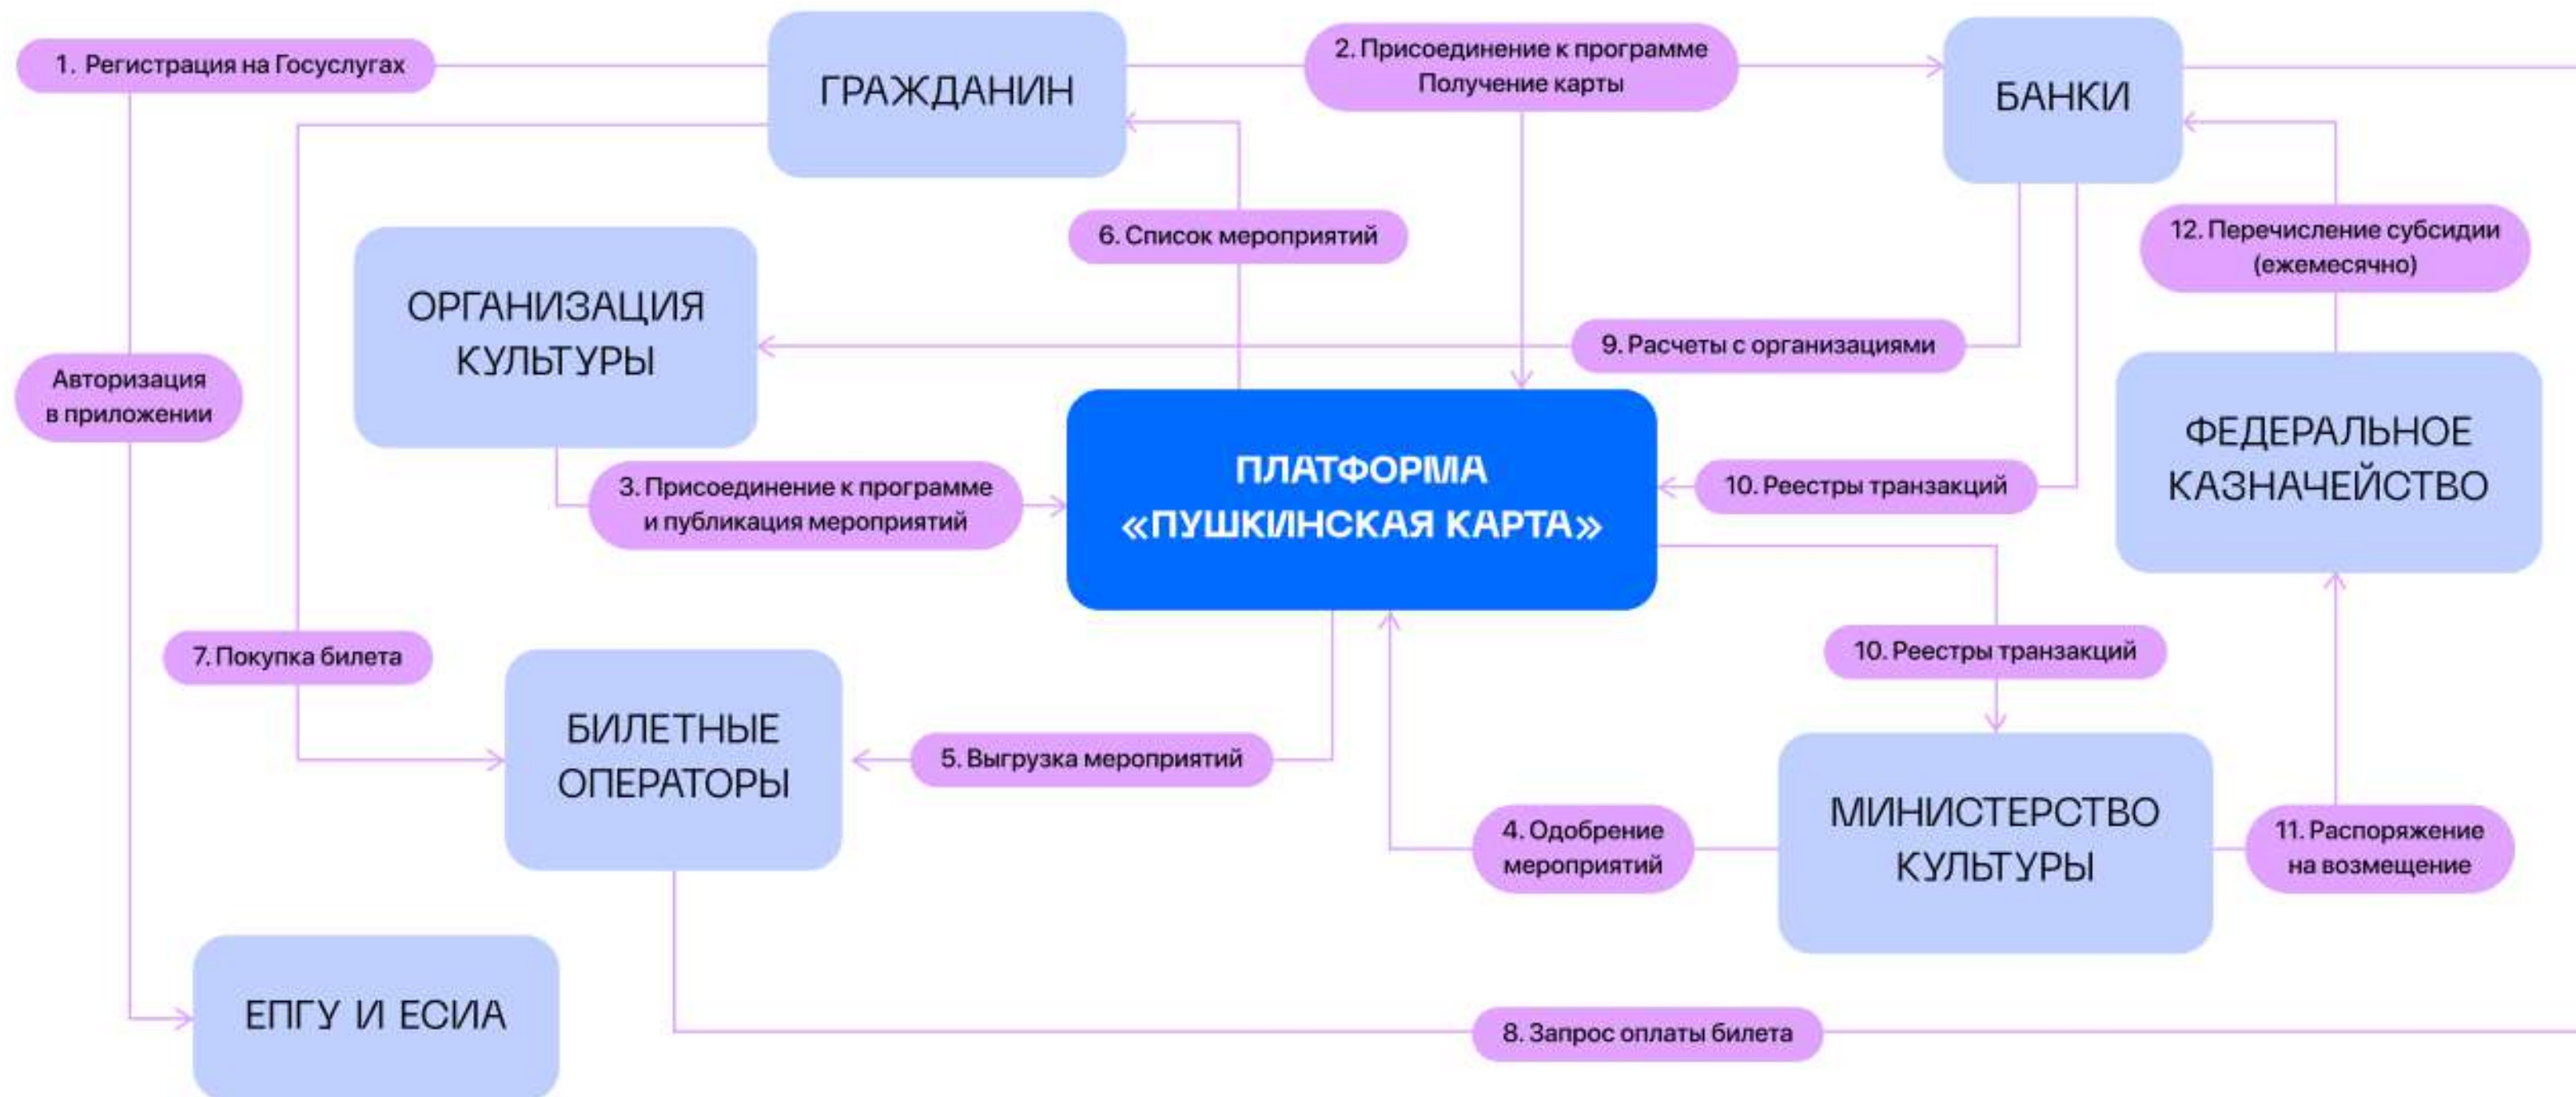 1. Регистрация на Госуслугах
ГРАЖДАНИН
2. Присоединение к программе
Получение карты
БАНКИ
6. Список мероприятий
12. Перечисление субсидии
(ежемесячно)
ОРГАНИЗАЦИЯ
КУЛЬТУРЫ
9. Расчеты с организациями
Авторизация
в приложении
ФЕДЕРАЛЬНОЕ
КАЗНАЧЕЙСТВО
3. Присоединение к программе
и публикация мероприятий
ПЛАТФОРМА
«ПУШКИНСКАЯ КАРТА»
10. Реестры транзакций
7. Покупка билета
10. Реестры транзакций
БИЛЕТНЫЕ
ОПЕРАТОРЫ
5. Выгрузка мероприятий
4. Одобрение
мероприятий
МИНИСТЕРСТВО
КУЛЬТУРЫ
11. Распоряжение
на возмещение
ЕПГУ И ЕСИА
8. Запрос оплаты билета